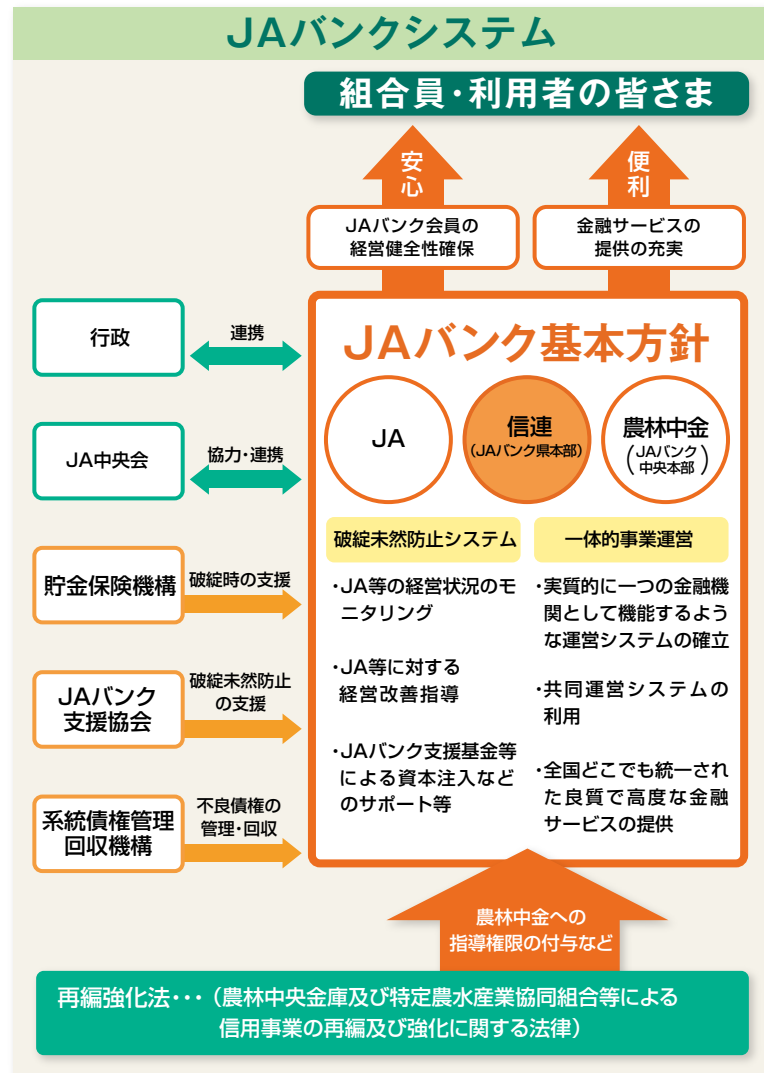 JAバンクシステム
組合員・利用者の皆さま
安心
便利
JAバンク会員の
経営健全性確保
金融サービスの
提供の充実
行政
連携
JA中央会
協力・連携
貯金保険機構
破綻時の支援
JAバンク
支援協会
破綻未然防止
の支援
系統債権管理
回収機構
不良債権の
管理・回収
JAバンク基本方針
JA
信連
(JAバンク県本部)
農林中金
(JAバンク
中央本部)
破綻未然防止システム
・JA等の経営状況のモ
ニタリング
・JA等に対する
経営改善指導
・JAバンク支援基金等
による資本注入など
のサポート等
一体的事業運営
・実質的に一つの金融機
関として機能するよう
な運営システムの確立
・共同運営システムの
利用
・全国どこでも統一され
た良質で高度な金融
サービスの提供
農林中金への
指導権限の付与など
再編強化法・・・（農林中央金庫及び特定農水産業協同組合等による
信用事業の再編及び強化に関する法律）